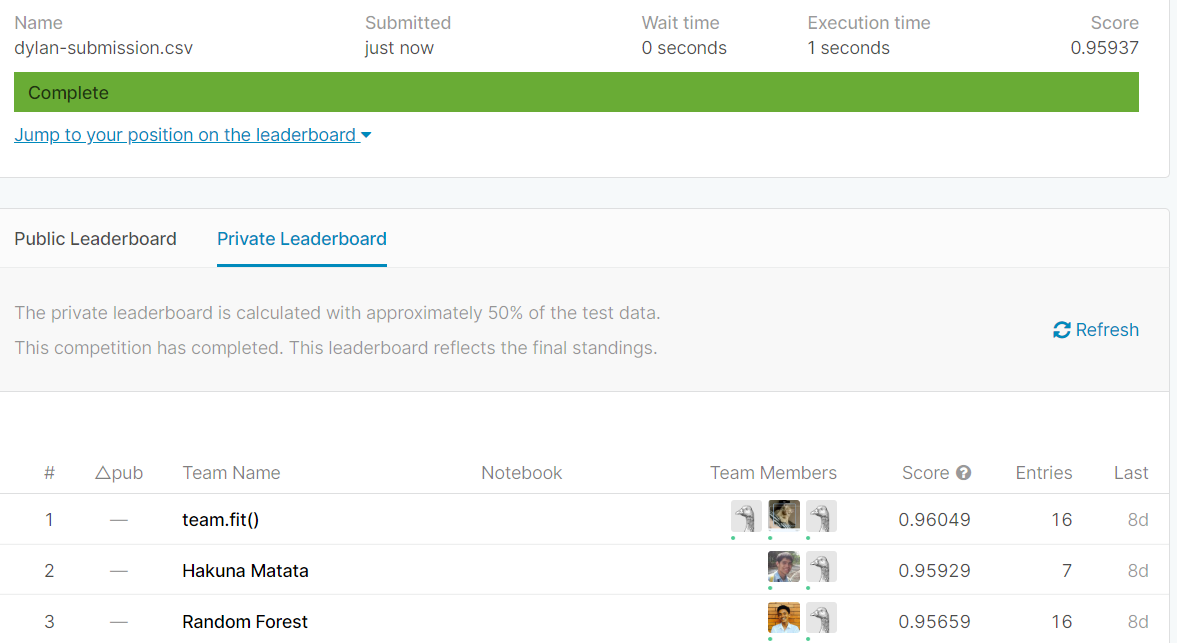 Name Submitted Wait time Execution time Score
dylan-submission.csv just now 0 seconds 1 seconds 0.95937
Complete
Jump to your position on the leaderboard
Public Leaderboard Private Leaderboard
The private leaderboard is calculated with approximately 50% of the test data.
This competition has completed. This leaderboard reflects the final standings.
Refresh
# △pub Team Name Notebook Team Members Score ? Entries Last
1 — team.fit() 0.96049 16 8d
2 — Hakuna Matata 0.95929 7 8d
3 — Random Forest 0.95659 16 8d